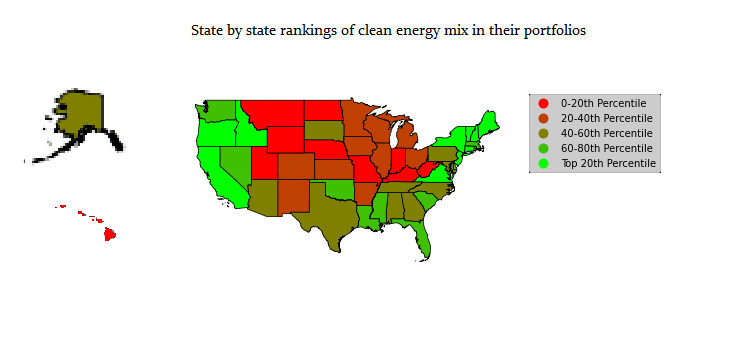 State by state rankings of clean energy mix in their portfolios
0-20th Percentile
20-40th Percentile
40-60th Percentile
60-80th Percentile
Top 20th Percentile